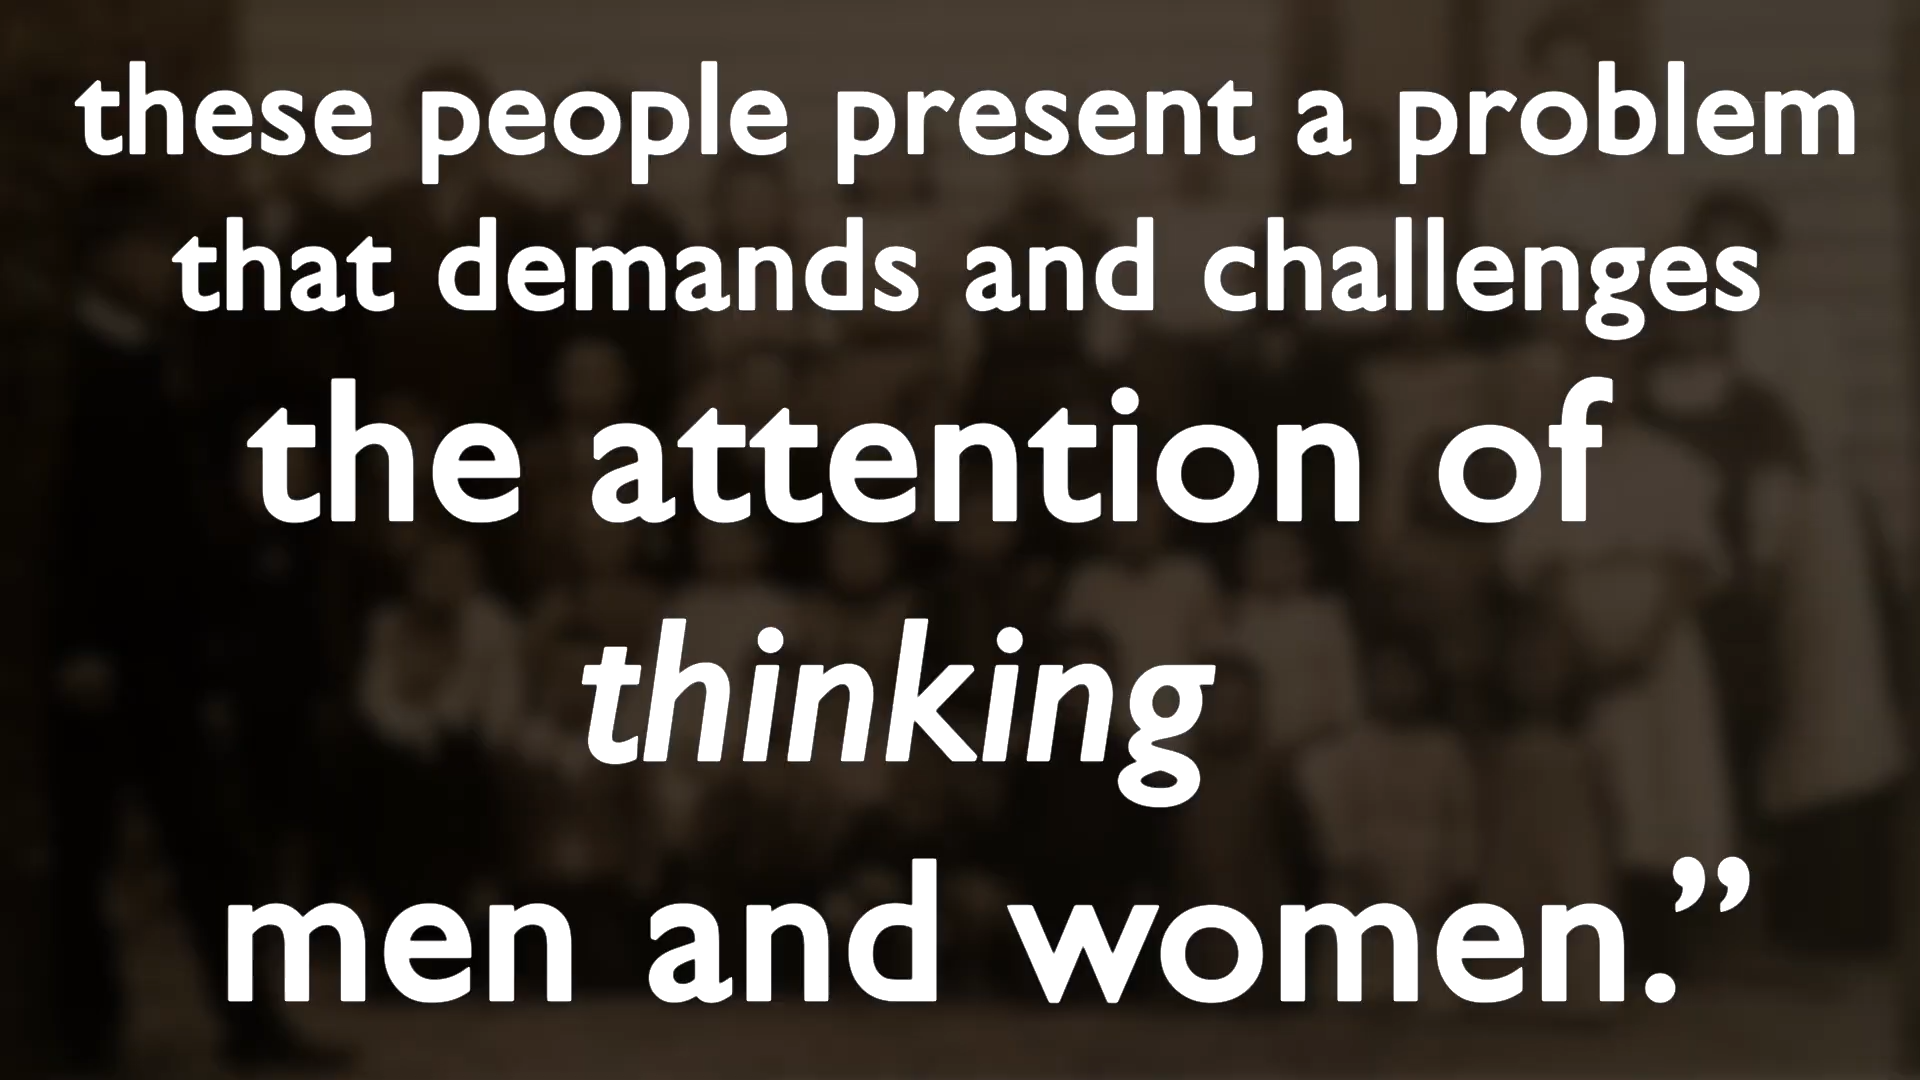 these people present a problem
that demands and challenges
the attention of
thinking
men and women.”